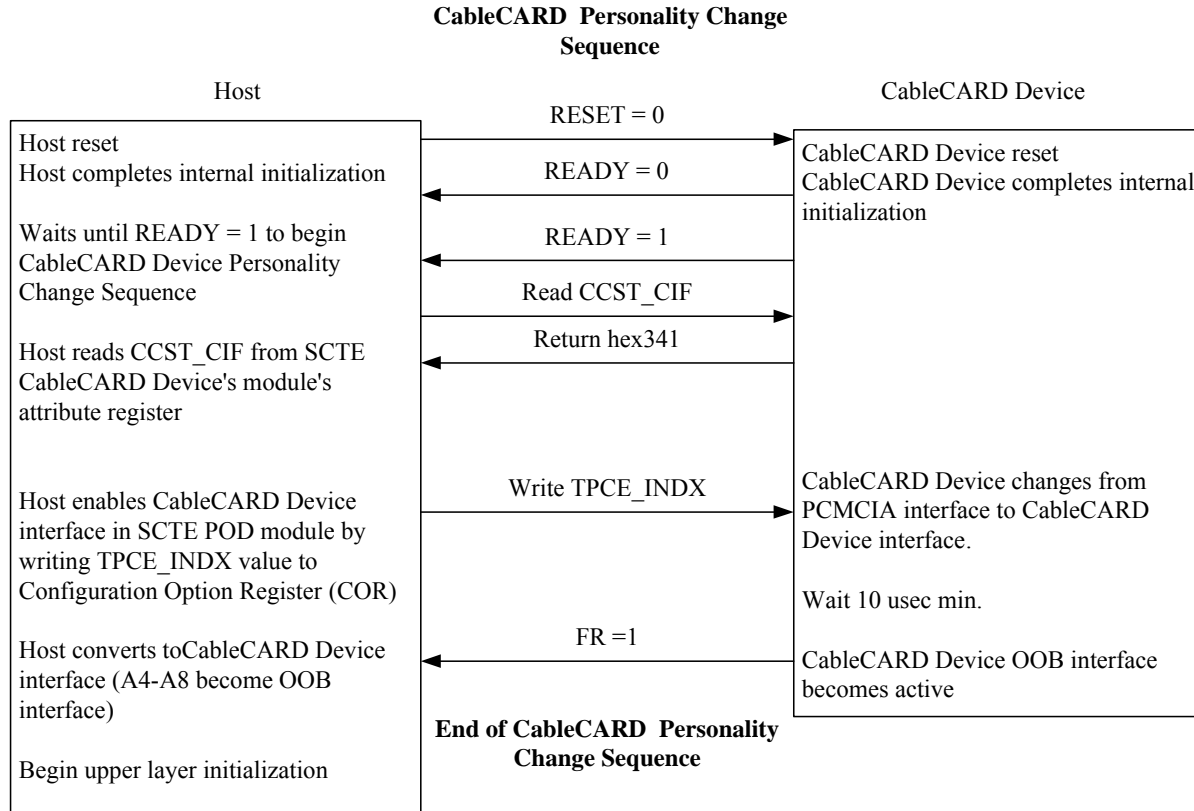 CableCARD Personality Change
Sequence
Host
CableCARD Device
Host reset
Host completes internal initialization
Waits until READY = 1 to begin
CableCARD Device Personality
Change Sequence
Host reads CCST_CIF from SCTE
CableCARD Device's module's
attribute register
Host enables CableCARD Device
interface in SCTE POD module by
writing TPCE_INDX value to
Configuration Option Register (COR)
Host converts toCableCARD Device
interface (A4-A8 become OOB
interface)
Begin upper layer initialization
RESET = 0
READY = 0
READY = 1
Read CCST_CIF
Return hex341
Write TPCE_INDX
FR =1
End of CableCARD Personality
Change Sequence
CableCARD Device reset
CableCARD Device completes internal
initialization
CableCARD Device changes from
PCMCIA interface to CableCARD
Device interface.
Wait 10 usec min.
CableCARD Device OOB interface
becomes active